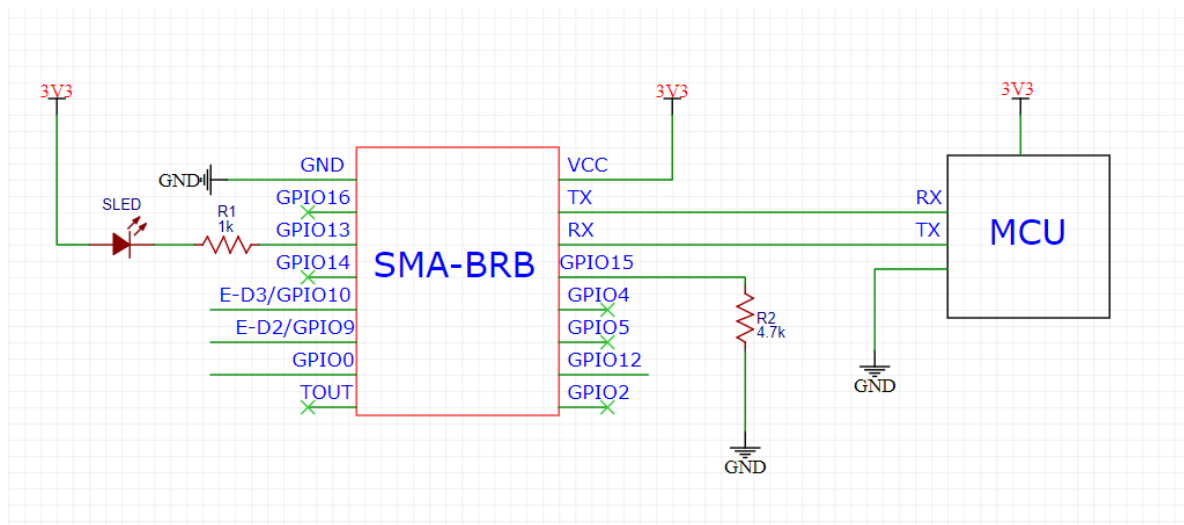 3V3
3V3
3V3
GND
VCC
GND
GPIO16
TX
RX
SLED
R1
1k
GPIO13
RX
TX
MCU
GPIO14
SMA-BRB
GPIO15
E-D3/GPIO10
GPIO4
R2
4.7k
E-D2/GPIO9
GPIO5
GPIO0
GPIO12
GND
TOUT
GPIO2
GND